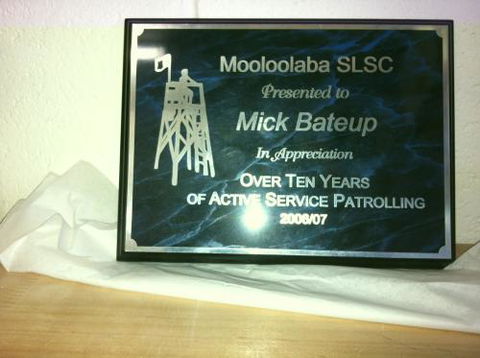 Mooloolaba SLSC
Presented to
Mick Bateup
In Appreciation
OVER TEN YEARS
OF ACTIVE SERVICE PATROLLING
2006/07